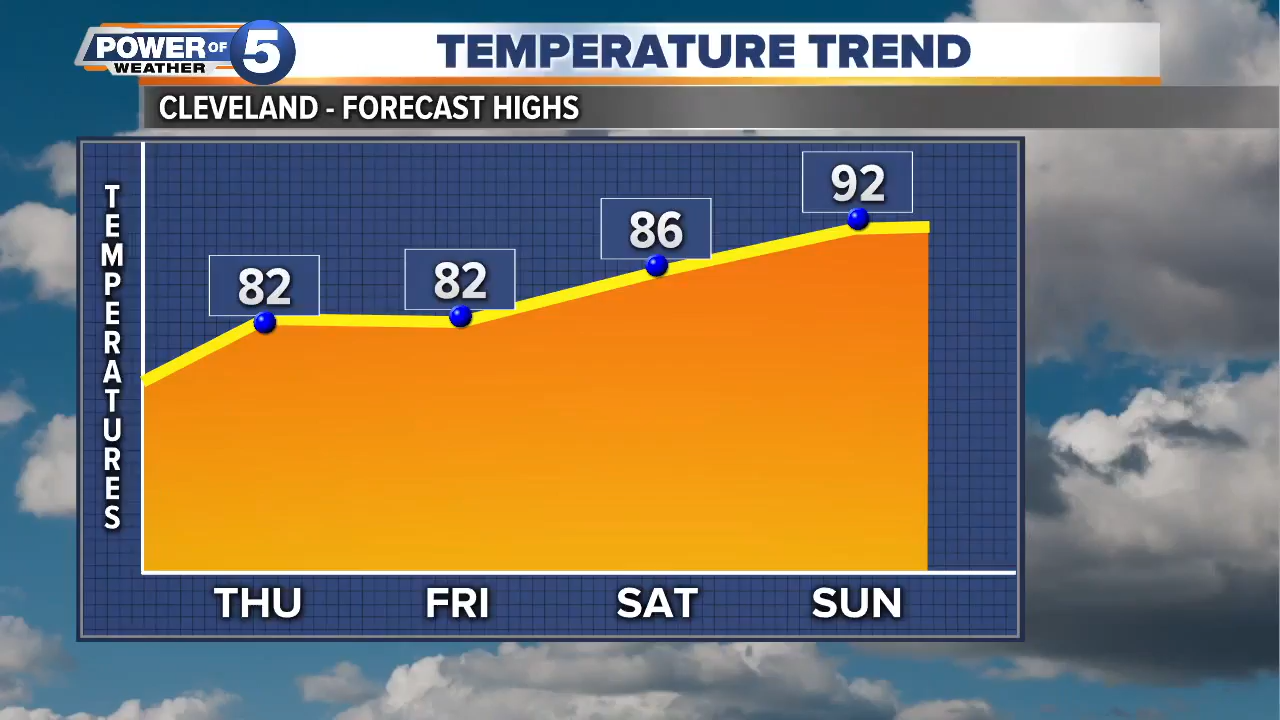 POWER OF 5
WEATHER
TEMPERATURE TREND
CLEVELAND - FORECAST HIGHS
TEMPERATURES
82
82
86
92
THU
FRI
SAT
SUN